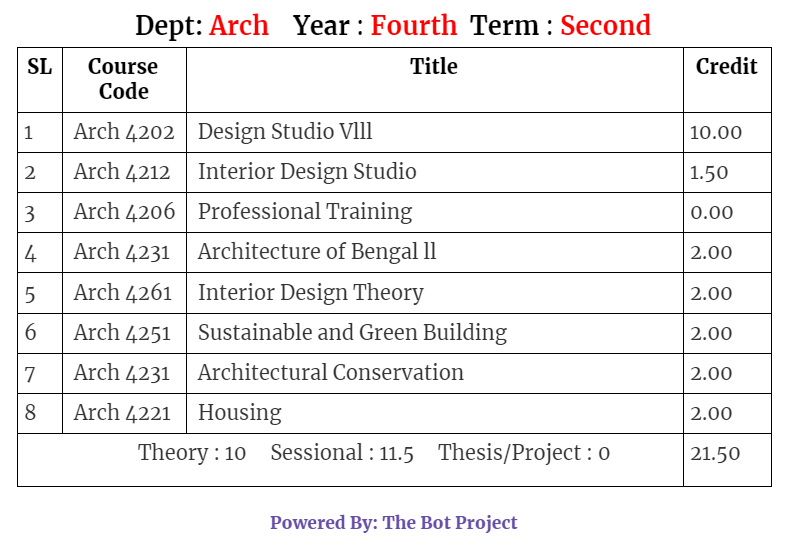 Dept: Arch Year : Fourth Term : Second
SL Course Code Title Credit
1 Arch 4202 Design Studio Vlll 10.00
2 Arch 4212 Interior Design Studio 1.50
3 Arch 4206 Professional Training 0.00
4 Arch 4231 Architecture of Bengal ll 2.00
5 Arch 4261 Interior Design Theory 2.00
6 Arch 4251 Sustainable and Green Building 2.00
7 Arch 4231 Architectural Conservation 2.00
8 Arch 4221 Housing 2.00
Theory : 10 Sessional : 11.5 Thesis/Project : 0 21.50
Powered By: The Bot Project